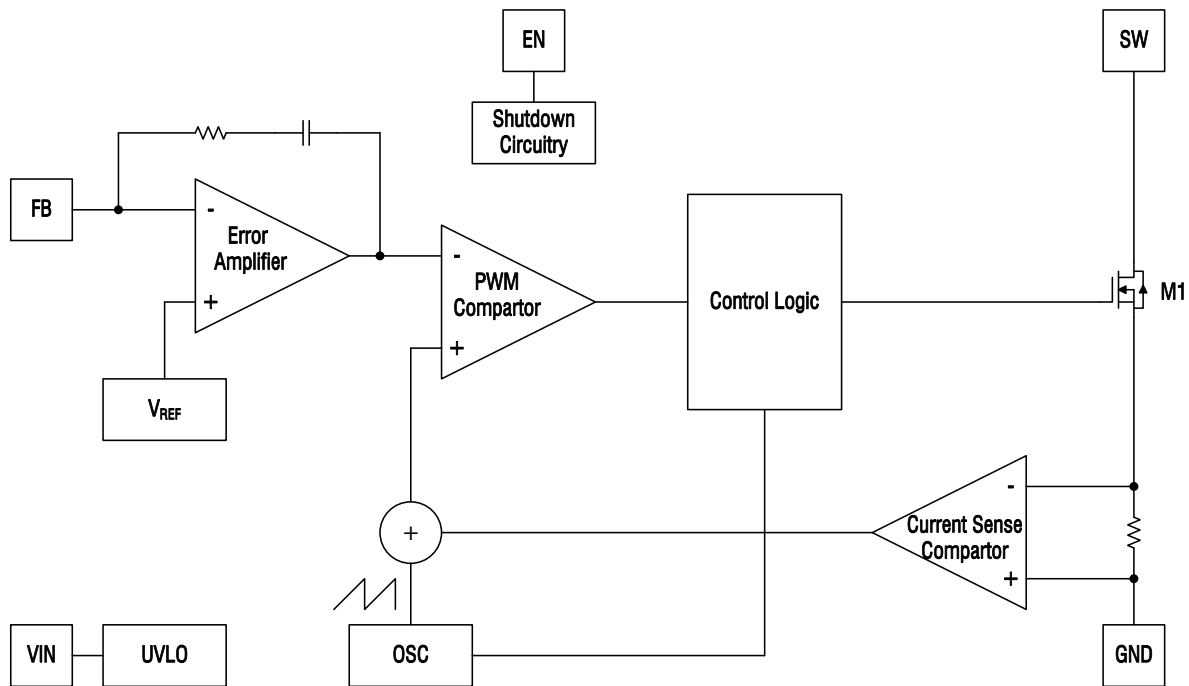 EN
SW
Shutdown
Circuitry
FB
-
Error
Amplifier
+
-
PWM
Compartor
+
Control Logic
M1
VREF
-
Current Sense
Compartor
+
+
VIN
UVLO
OSC
GND